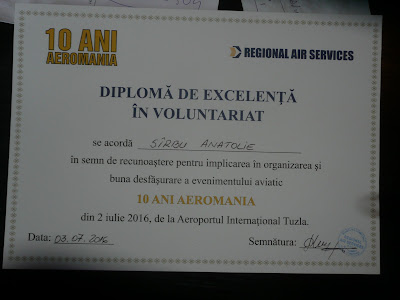 10 ANI
AEROMANIA
REGIONAL AIR SERVICES
DIPLOMĂ DE EXCELENȚĂ
ÎN VOLUNTARIAT
se acordă SÎRBU ANATOLIE
în semn de recunoaștere pentru implicarea în organizarea și
buna desfășurare a evenimentului aviatic
10 ANI AEROMANIA
din 2 iulie 2016, de la Aeroportul Internațional Tuzla.
Data: 03.07.2016
Semnătura: